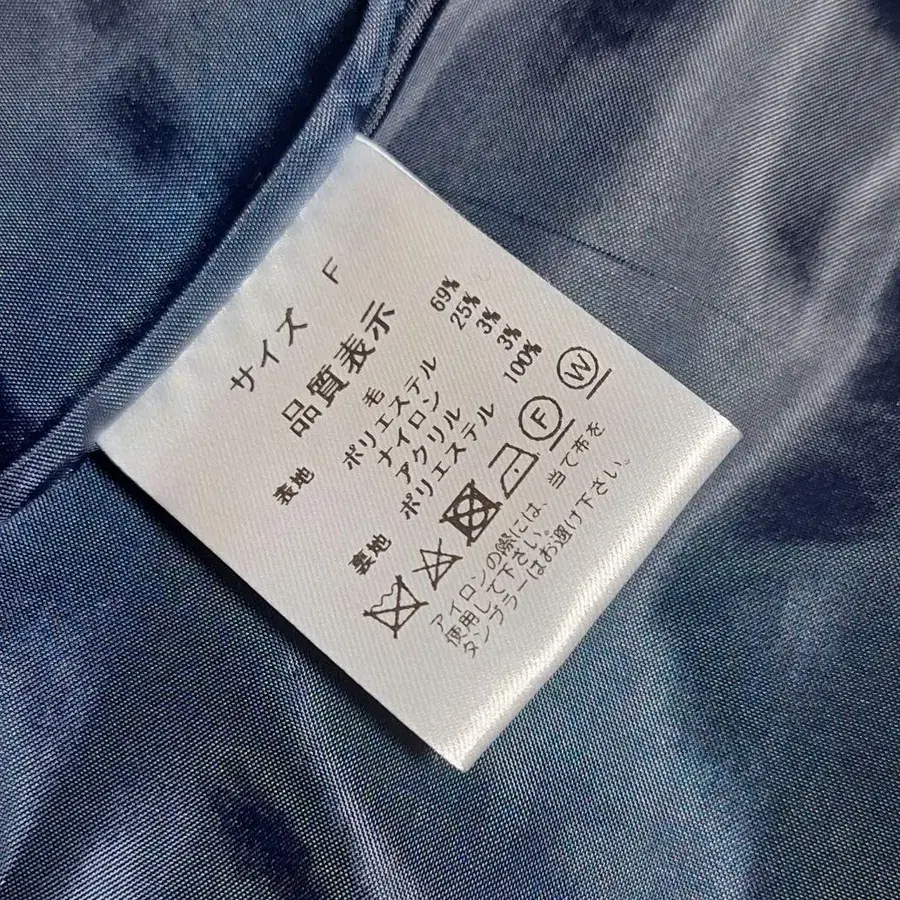 サイズ F
品質表示
表地 毛 69%
ポリエステル 25%
ナイロン 3%
アクリル 3%
裏地 ポリエステル 100%
F W
アイロンの際には、当て布を
使用して下さい。
タンブラーはお避け下さい。